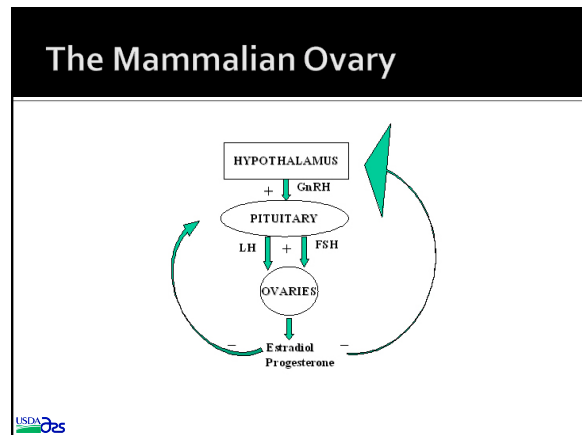 The Mammalian Ovary
HYPOTHALAMUS
+ GnRH
PITUITARY
LH + FSH
OVARIES
– Estradiol –
Progesterone
USDA ars